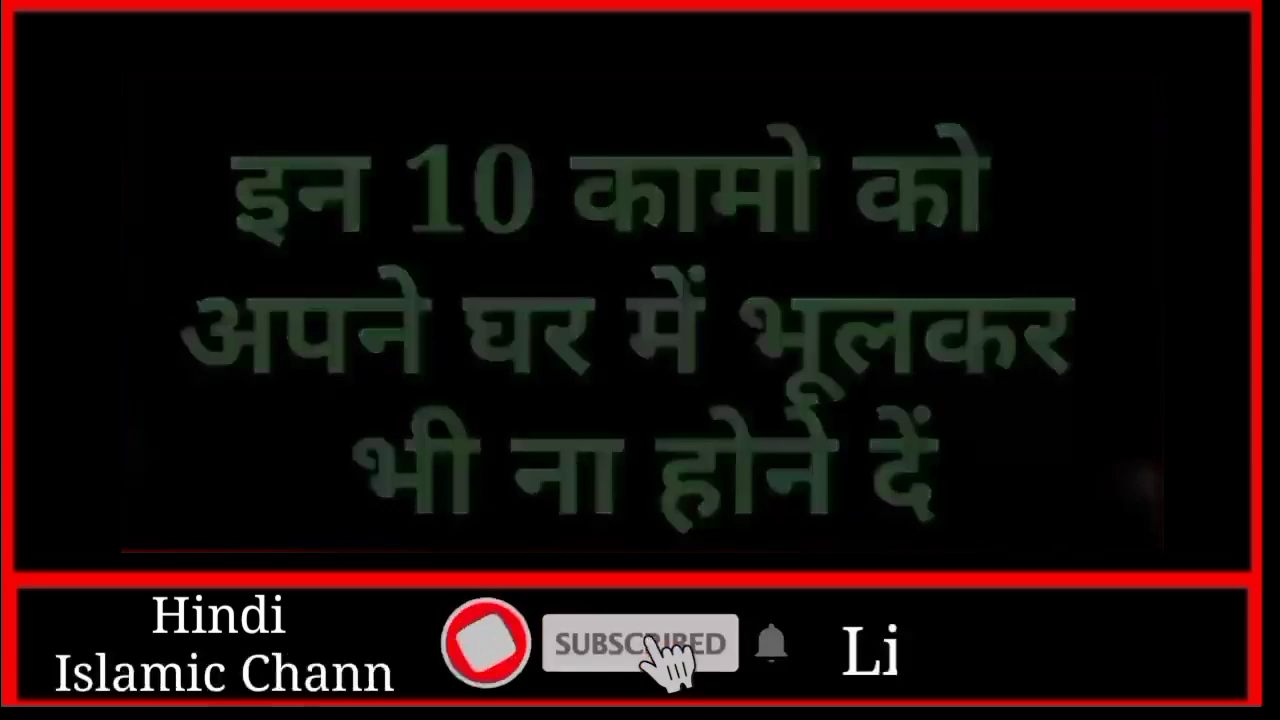 इन 10 कामो को
अपने घर में भूलकर
भी ना होने दें
Hindi
Islamic Chann
SUBSCRIBED
Li